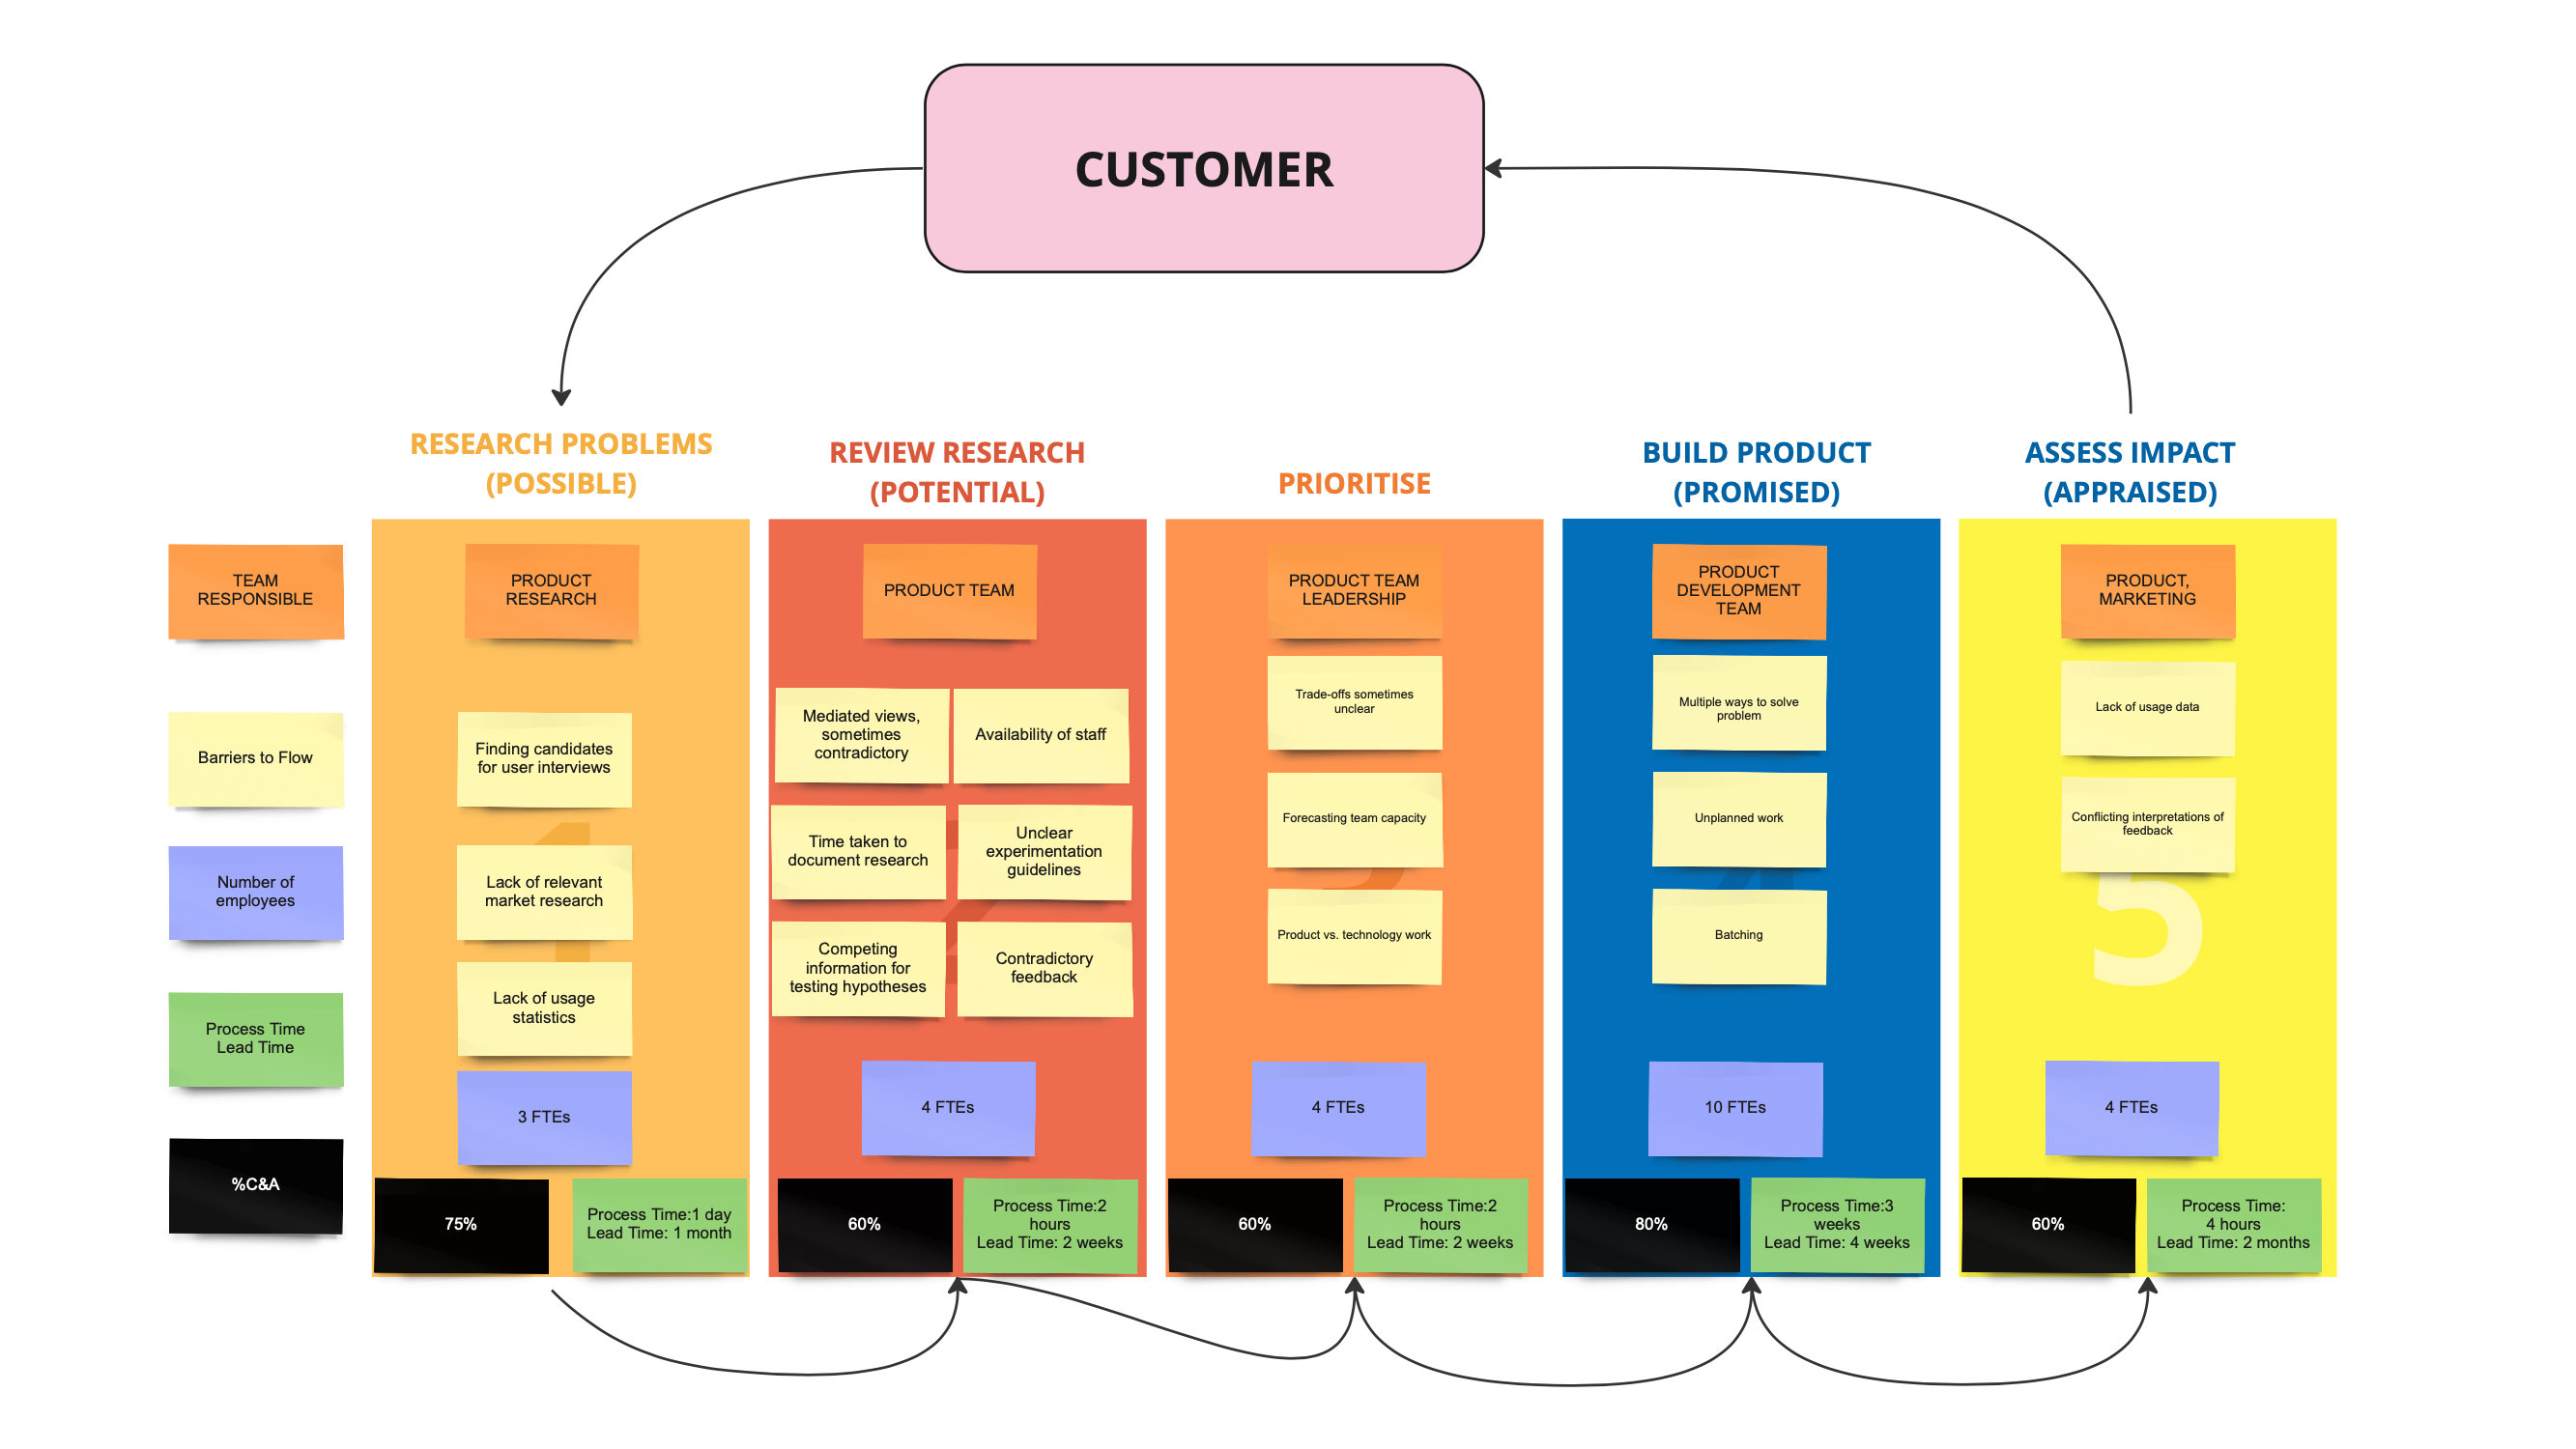 CUSTOMER
RESEARCH PROBLEMS
(POSSIBLE)
REVIEW RESEARCH
(POTENTIAL)
PRIORITISE
BUILD PRODUCT
(PROMISED)
ASSESS IMPACT
(APPRAISED)
TEAM
RESPONSIBLE
Barriers to Flow
Number of
employees
Process Time
Lead Time
%C&A
PRODUCT
RESEARCH
Finding candidates
for user interviews
Lack of relevant
market research
Lack of usage
statistics
3 FTEs
75%
Process Time:1 day
Lead Time: 1 month
PRODUCT TEAM
Mediated views,
sometimes
contradictory
Availability of staff
Time taken to
document research
Unclear
experimentation
guidelines
Competing
information for
testing hypotheses
Contradictory
feedback
4 FTEs
60%
Process Time:2
hours
Lead Time: 2 weeks
PRODUCT TEAM
LEADERSHIP
Trade-offs sometimes
unclear
Forecasting team capacity
Product vs. technology work
4 FTEs
60%
Process Time:2
hours
Lead Time: 2 weeks
PRODUCT
DEVELOPMENT
TEAM
Multiple ways to solve
problem
Unplanned work
Batching
10 FTEs
80%
Process Time:3
weeks
Lead Time: 4 weeks
PRODUCT,
MARKETING
Lack of usage data
Conflicting interpretations of
feedback
5
4 FTEs
60%
Process Time:
4 hours
Lead Time: 2 months